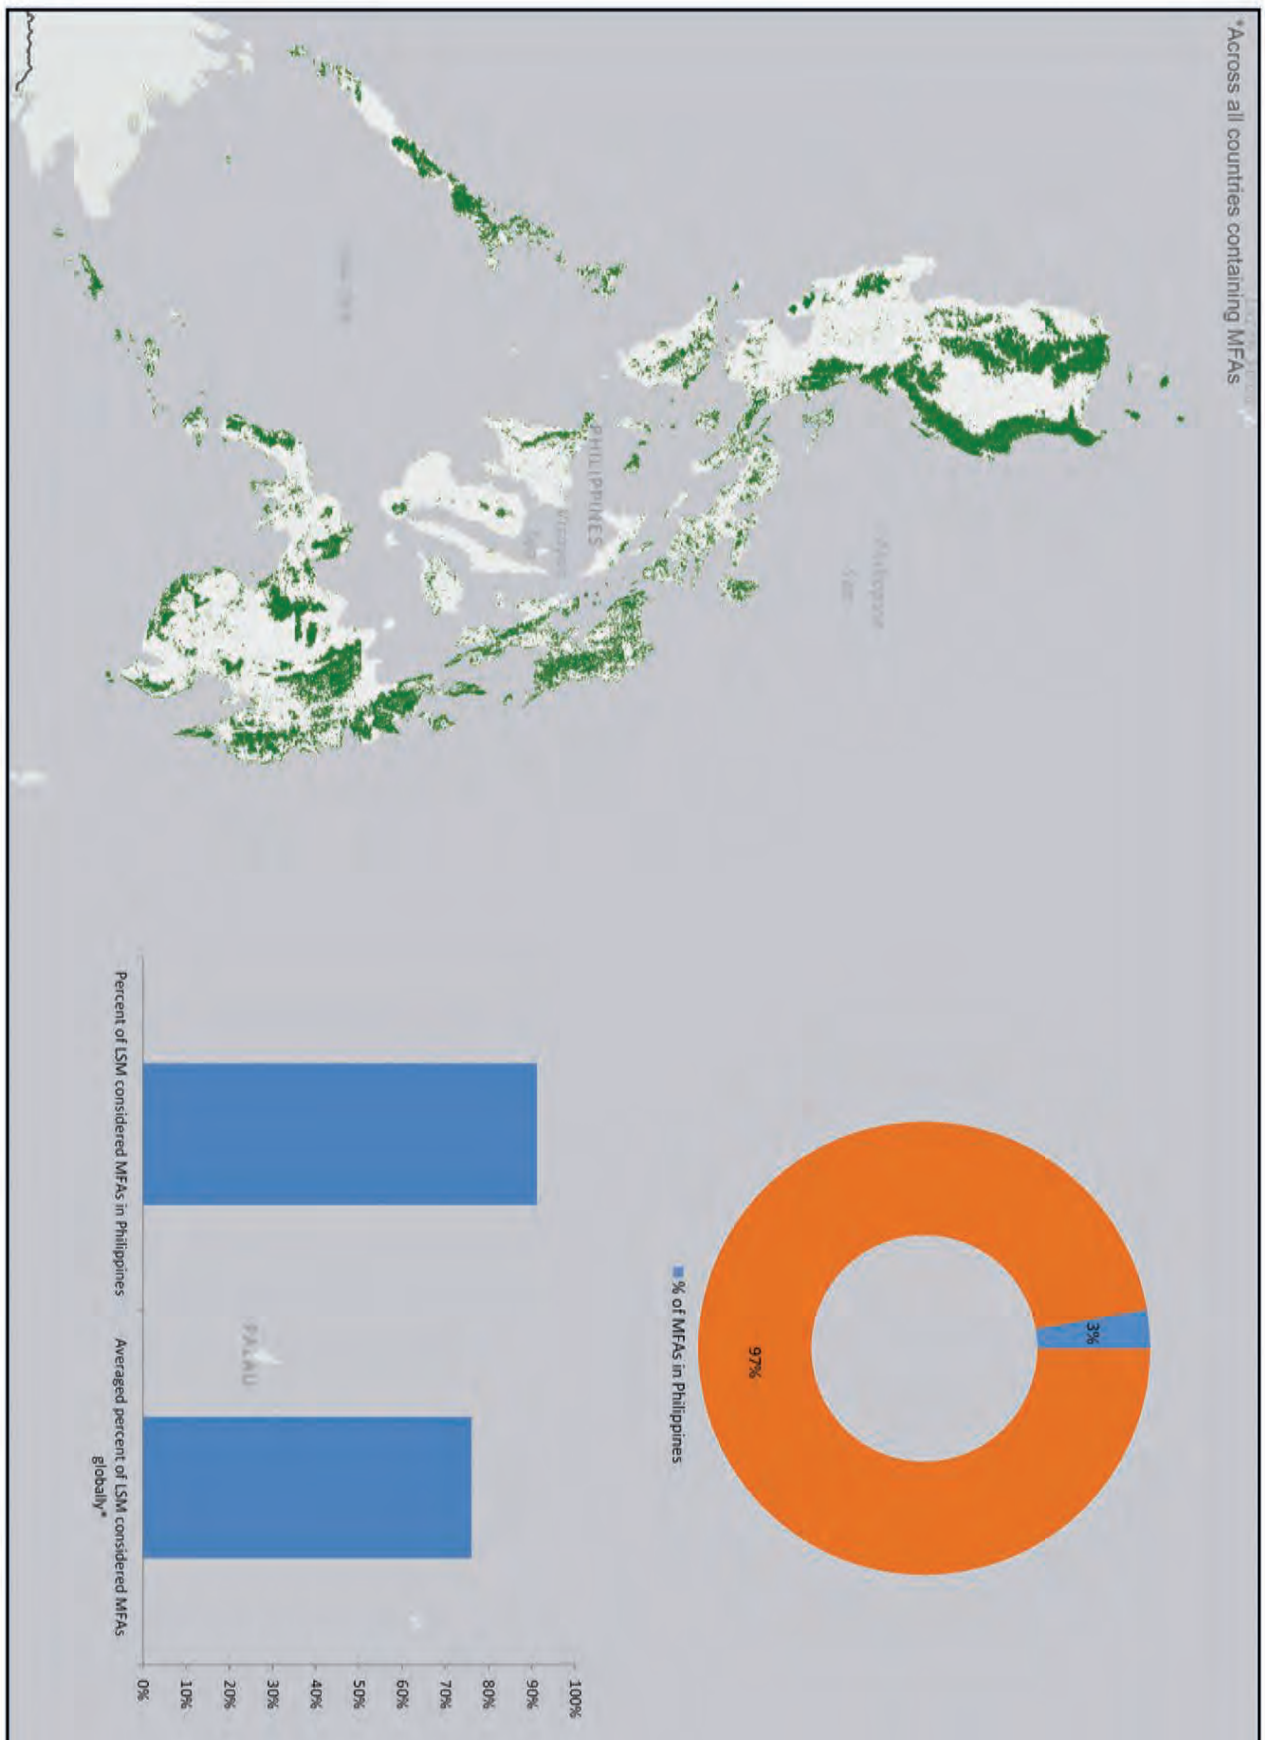 *Across all countries containing MFAs
PHILIPPINES
Philippine
Sea
PALAU
3%
97%
% of MFAs in Philippines
100%
90%
80%
70%
60%
50%
40%
30%
20%
10%
0%
Percent of LSM considered MFAs in Philippines
Averaged percent of LSM considered MFAs
globally*